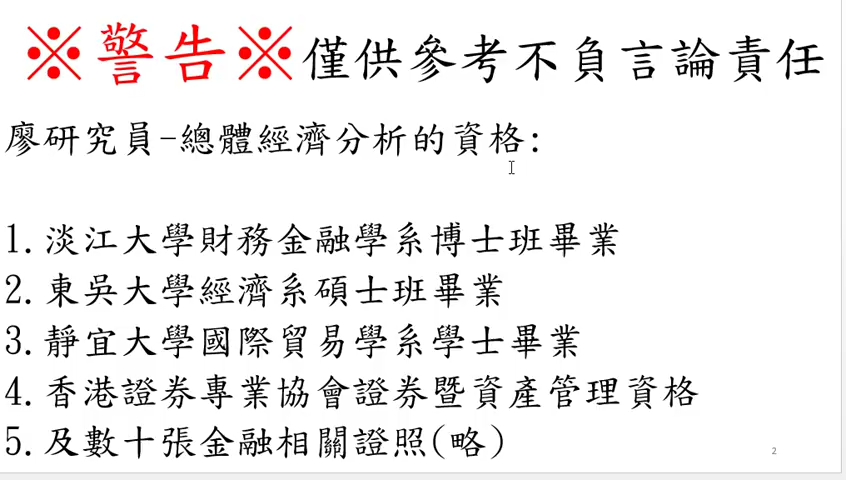 ※警告※僅供參考不負言論責任
廖研究員-總體經濟分析的資格:
1.淡江大學財務金融學系博士班畢業
2.東吳大學經濟系碩士班畢業
3.靜宜大學國際貿易學系學士畢業
4.香港證券專業協會證券暨資產管理資格
5.及數十張金融相關證照(略)
2